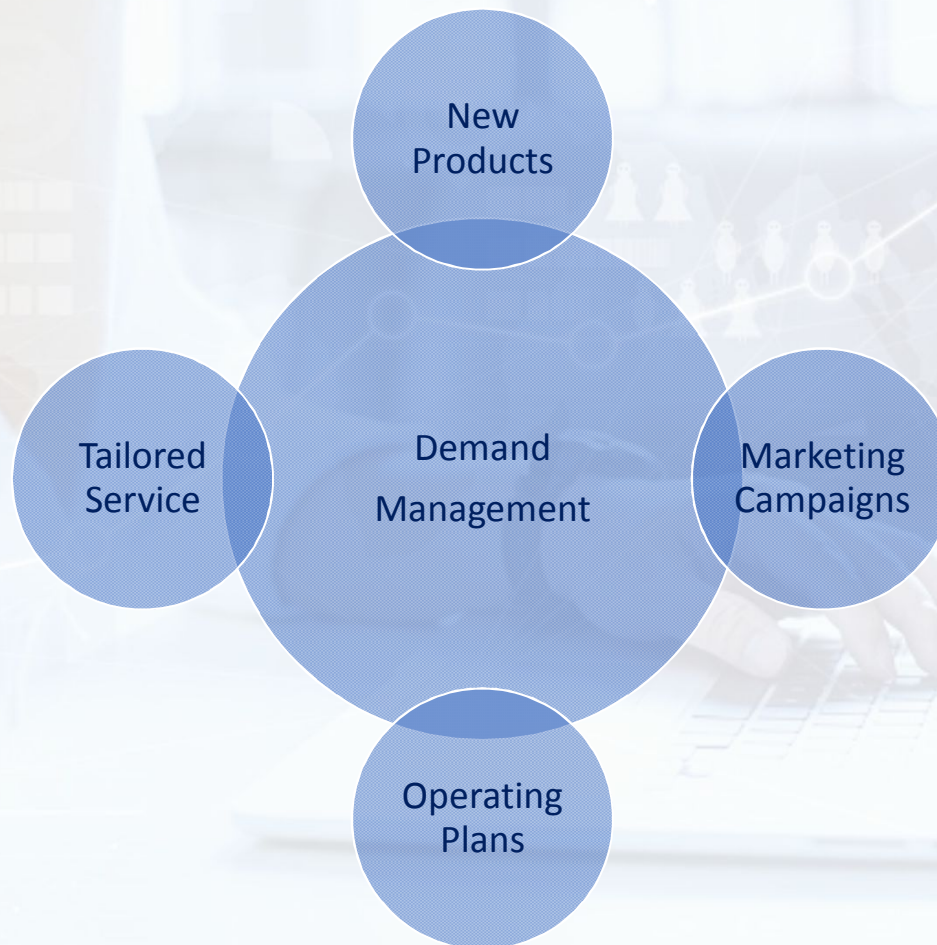 New
Products
Tailored
Service
Demand
Management
Marketing
Campaigns
Operating
Plans